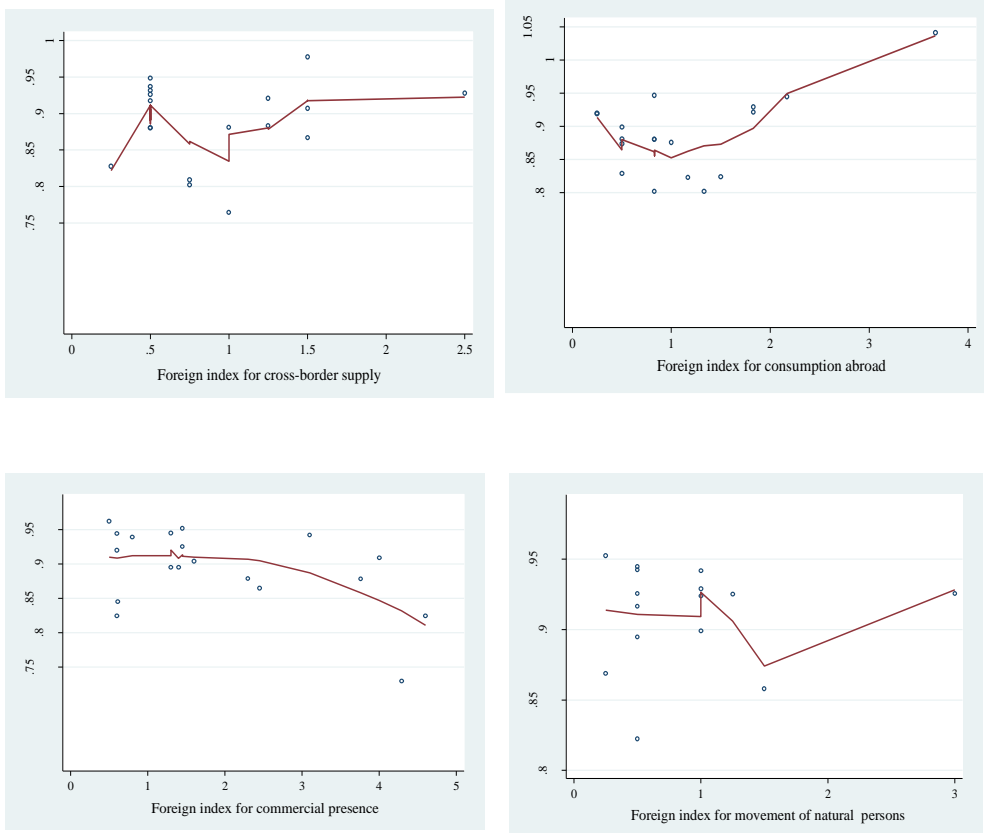 1
.95
.9
.85
.8
.75
0 .5 1 1.5 2 2.5
Foreign index for cross-border supply
1.05
1
.95
.9
.85
.8
0 1 2 3 4
Foreign index for consumption abroad
.95
.9
.85
.8
.75
0 1 2 3 4 5
Foreign index for commercial presence
.95
.9
.85
.8
0 1 2 3
Foreign index for movement of natural persons